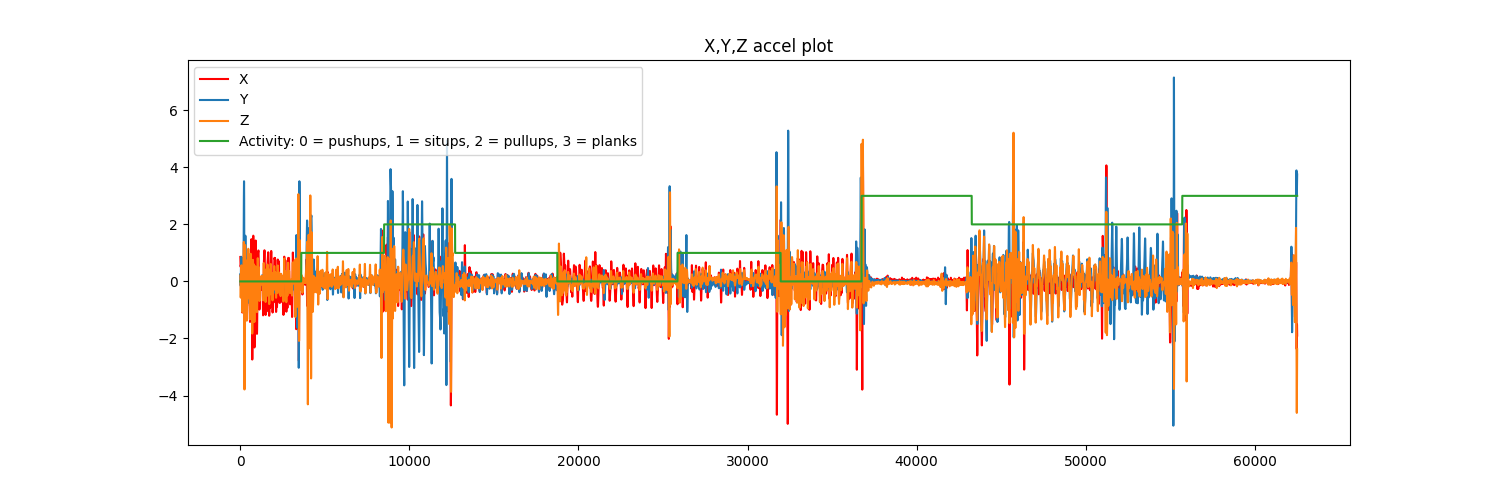 X,Y,Z accel plot
X
Y
Z
Activity: 0 = pushups, 1 = situps, 2 = pullups, 3 = planks
6
4
2
0
−2
−4
0 10000 20000 30000 40000 50000 60000